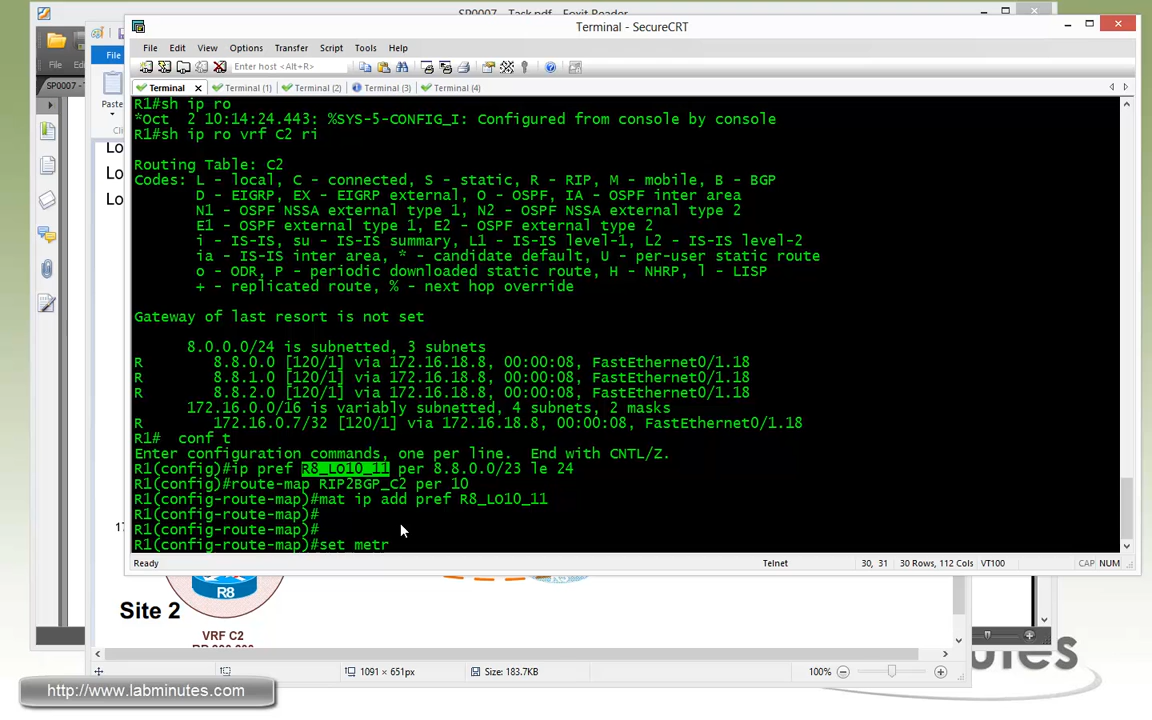 SP0007 - Task.pdf - Foxit Reader
Terminal - SecureCRT
File Edit View Options Transfer Script Tools Help
Enter host <Alt+R>
Terminal Terminal (1) Terminal (2) Terminal (3) Terminal (4)
File Ed
SP0007 -
File
Paste
Cli
Lo
Lo
Lo
17
R1#sh ip ro
*Oct  2 10:14:24.443: %SYS-5-CONFIG_I: Configured from console by console
R1#sh ip ro vrf C2 ri
Routing Table: C2
Codes: L - local, C - connected, S - static, R - RIP, M - mobile, B - BGP
D - EIGRP, EX - EIGRP external, O - OSPF, IA - OSPF inter area
N1 - OSPF NSSA external type 1, N2 - OSPF NSSA external type 2
E1 - OSPF external type 1, E2 - OSPF external type 2
i - IS-IS, su - IS-IS summary, L1 - IS-IS level-1, L2 - IS-IS level-2
ia - IS-IS inter area, * - candidate default, U - per-user static route
o - ODR, P - periodic downloaded static route, H - NHRP, l - LISP
+ - replicated route, % - next hop override
Gateway of last resort is not set
8.0.0.0/24 is subnetted, 3 subnets
R 8.8.0.0 [120/1] via 172.16.18.8, 00:00:08, FastEthernet0/1.18
R 8.8.1.0 [120/1] via 172.16.18.8, 00:00:08, FastEthernet0/1.18
R 8.8.2.0 [120/1] via 172.16.18.8, 00:00:08, FastEthernet0/1.18
172.16.0.0/16 is variably subnetted, 4 subnets, 2 masks
R 172.16.0.7/32 [120/1] via 172.16.18.8, 00:00:08, FastEthernet0/1.18
R1#  conf t
Enter configuration commands, one per line.  End with CNTL/Z.
R1(config)#ip pref R8_LO10_11 per 8.8.0.0/23 le 24
R1(config)#route-map RIP2BGP_C2 per 10
R1(config-route-map)#mat ip add pref R8_LO10_11
R1(config-route-map)#
R1(config-route-map)#
R1(config-route-map)#set metr
Ready Telnet 30, 31 30 Rows, 112 Cols VT100 CAP NUM
R8
Site 2
VRF C2
1091 × 651px Size: 183.7KB 100%
http://www.labminutes.com
utes